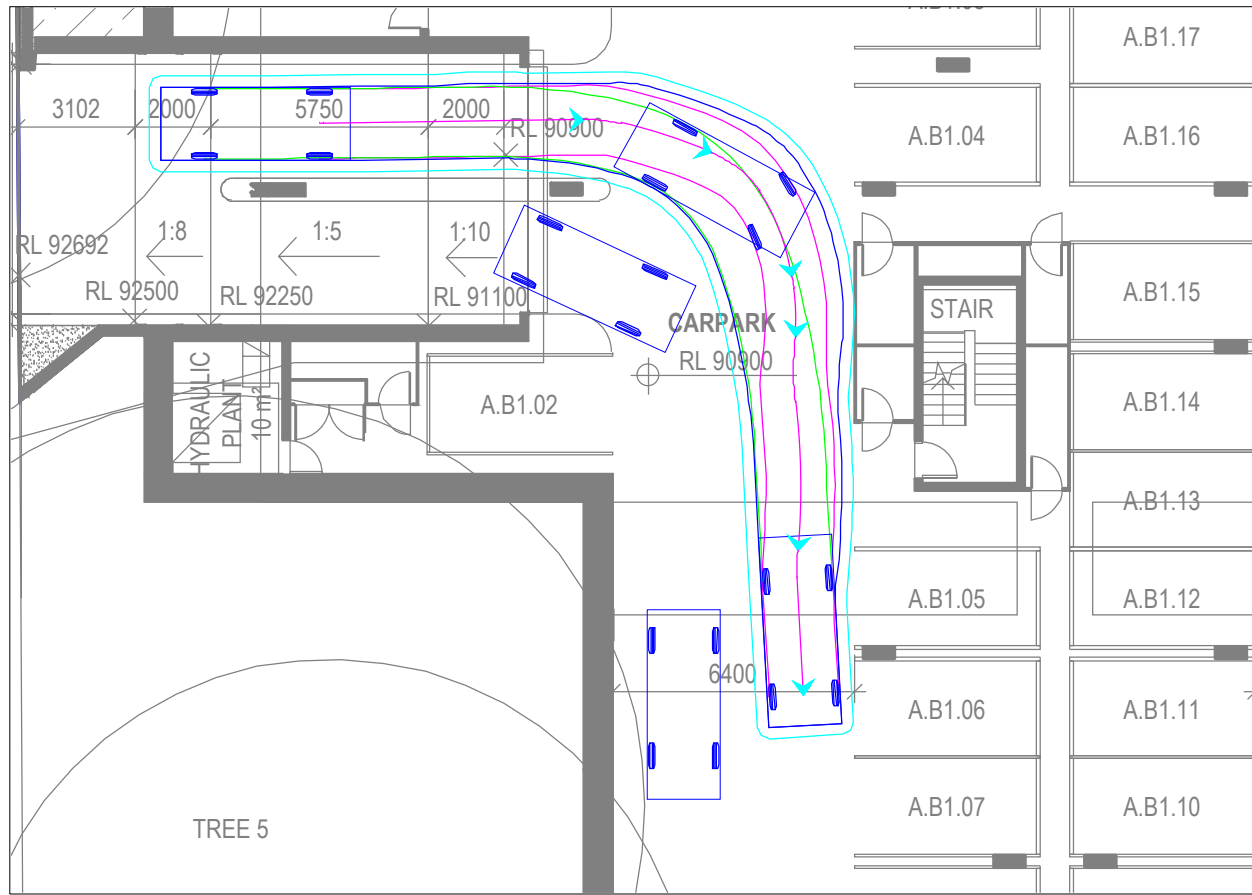 A.B1.17
3102
2000
5750
2000
RL 90900
A.B1.04
A.B1.16
RL 92692
1:8
1:5
1:10
RL 92500
RL 92250
RL 91100
A.B1.15
STAIR
CARPARK
RL 90900
HYDRAULIC
PLANT
10 m²
A.B1.02
A.B1.14
A.B1.13
A.B1.05
A.B1.12
6400
A.B1.06
A.B1.11
TREE 5
A.B1.07
A.B1.10